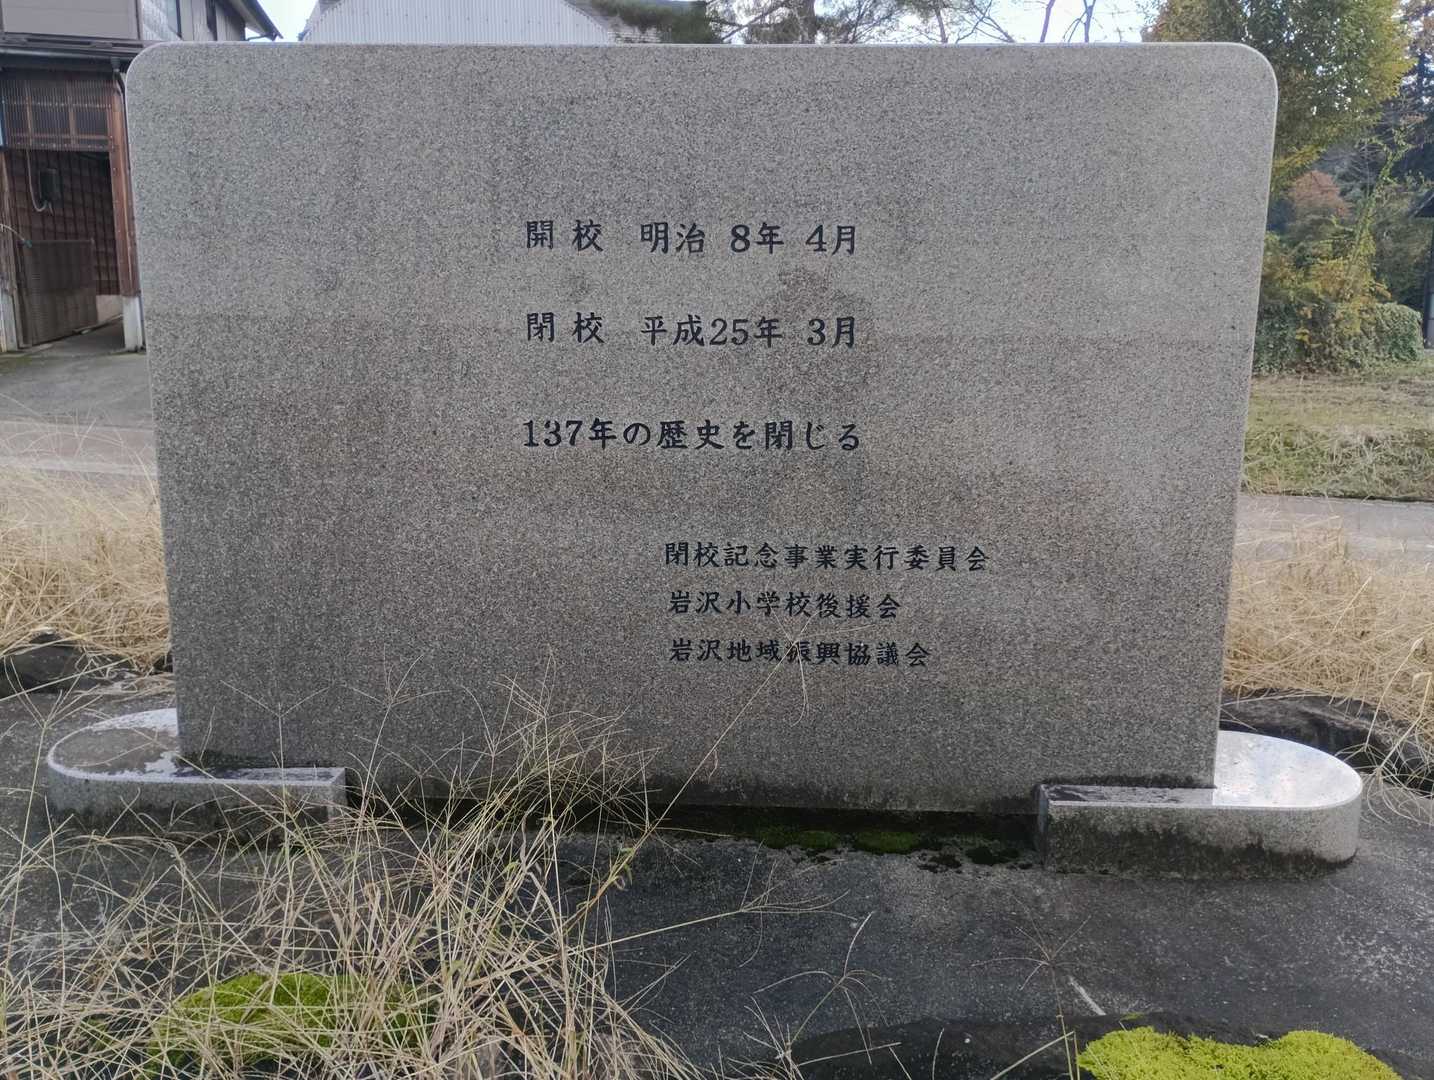 開校 明治 8年 4月
閉校 平成25年 3月
137年の歴史を閉じる
閉校記念事業実行委員会
岩沢小学校後援会
岩沢地域振興協議会